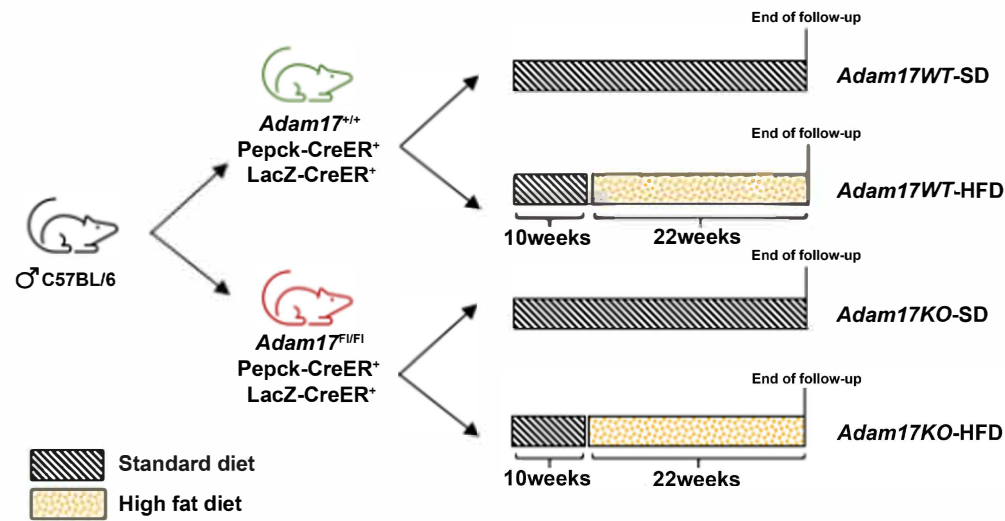 End of follow-up
Adam17WT-SD
Adam17+/+
Pepck-CreER+
LacZ-CreER+
End of follow-up
Adam17WT-HFD
10weeks 22weeks
♂ C57BL/6
End of follow-up
Adam17KO-SD
Adam17Fl/Fl
Pepck-CreER+
LacZ-CreER+
End of follow-up
Adam17KO-HFD
10weeks 22weeks
Standard diet
High fat diet